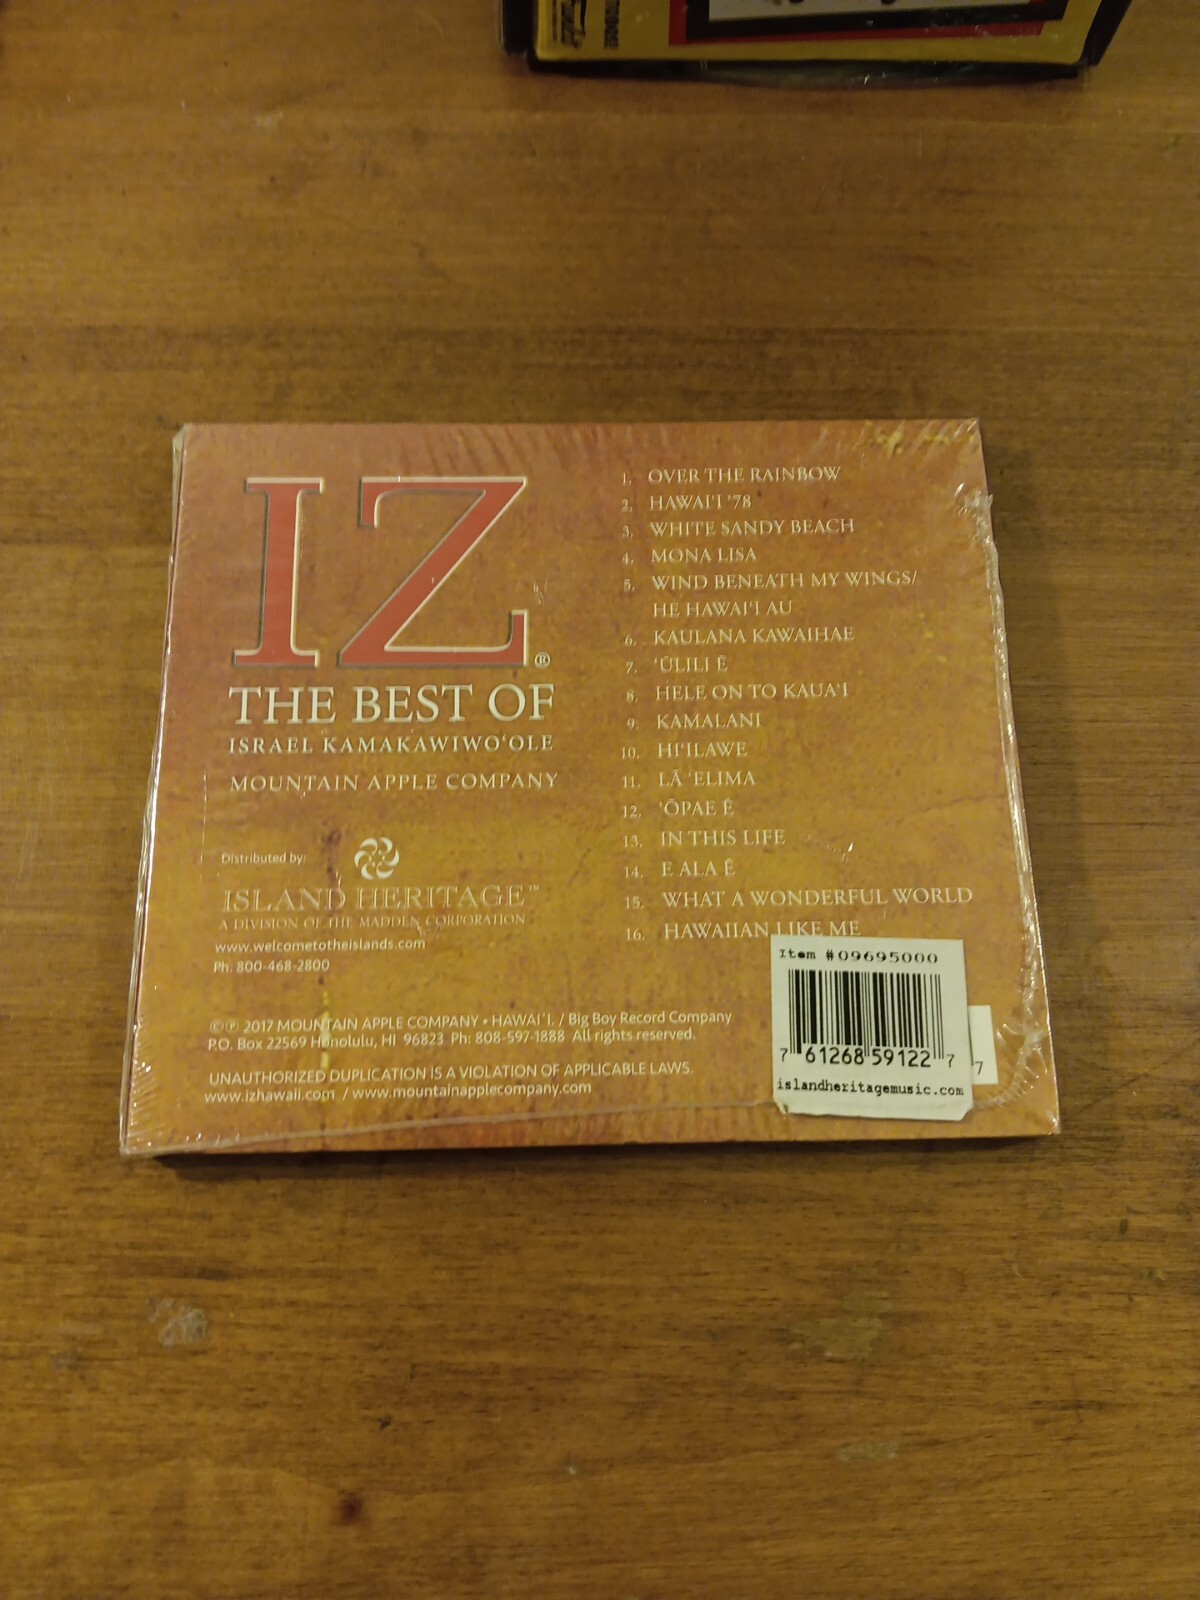 IZ®
THE BEST OF
ISRAEL KAMAKAWIWO‘OLE
MOUNTAIN APPLE COMPANY
Distributed by:
ISLAND HERITAGE™
A DIVISION OF THE MADDEN CORPORATION
www.welcometotheislands.com
Ph: 800-468-2800
©℗ 2017 MOUNTAIN APPLE COMPANY • HAWAI`I. / Big Boy Record Company
P.O. Box 22569 Honolulu, HI 96823 Ph: 808-597-1888 All rights reserved.
UNAUTHORIZED DUPLICATION IS A VIOLATION OF APPLICABLE LAWS.
www.izhawaii.com / www.mountainapplecompany.com
1. OVER THE RAINBOW
2. HAWAI'I '78
3. WHITE SANDY BEACH
4. MONA LISA
5. WIND BENEATH MY WINGS/
HE HAWAI'I AU
6. KAULANA KAWAIHAE
7. 'ŪLILI Ē
8. HELE ON TO KAUA'I
9. KAMALANI
10. HI'ILAWE
11. LĀ 'ELIMA
12. 'ŌPAE Ē
13. IN THIS LIFE
14. E ALA Ē
15. WHAT A WONDERFUL WORLD
16. HAWAIIAN LIKE ME
Item #09695000
7 61268 59122 7
islandheritagemusic.com
7